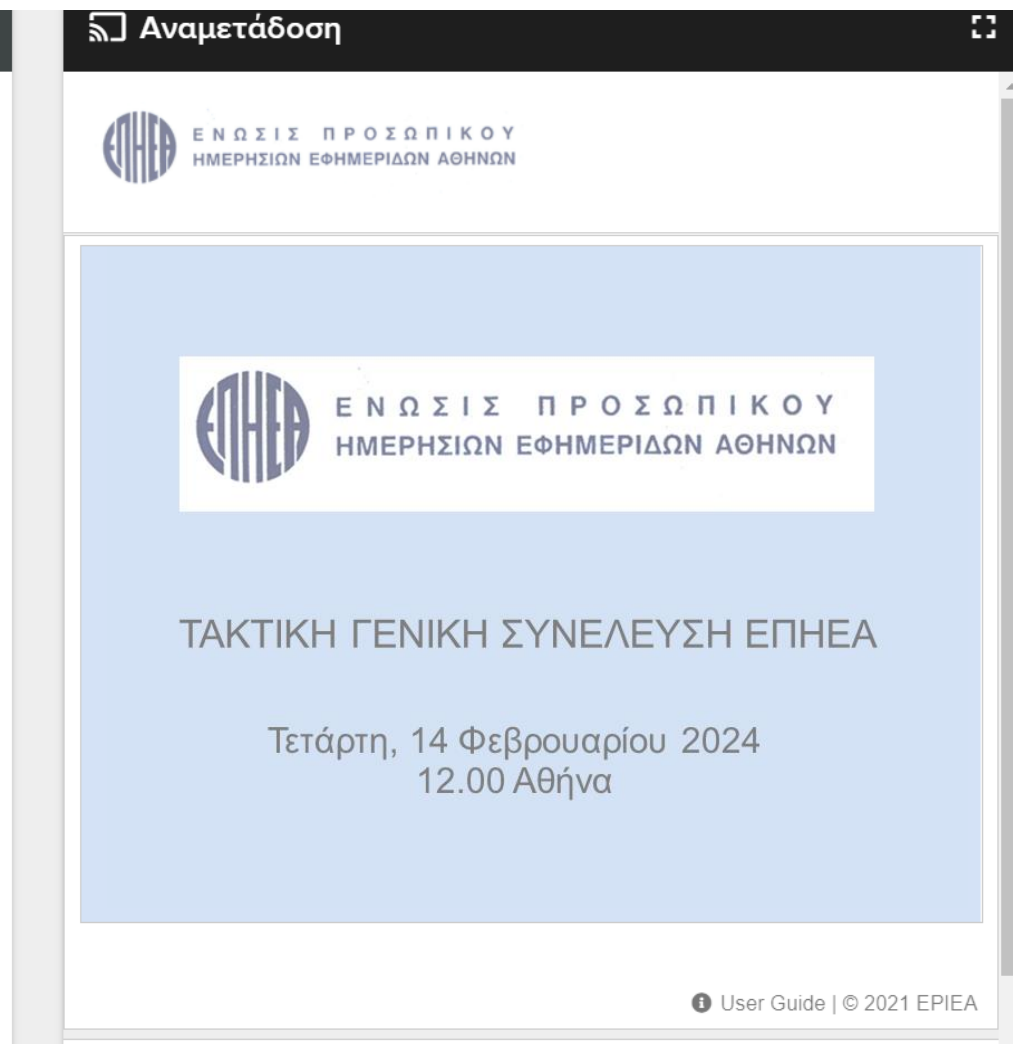 Αναμετάδοση
ΕΠΗΕΑ
ΕΝΩΣΙΣ ΠΡΟΣΩΠΙΚΟΥ
ΗΜΕΡΗΣΙΩΝ ΕΦΗΜΕΡΙΔΩΝ ΑΘΗΝΩΝ
ΕΠΗΕΑ
ΕΝΩΣΙΣ ΠΡΟΣΩΠΙΚΟΥ
ΗΜΕΡΗΣΙΩΝ ΕΦΗΜΕΡΙΔΩΝ ΑΘΗΝΩΝ
ΤΑΚΤΙΚΗ ΓΕΝΙΚΗ ΣΥΝΕΛΕΥΣΗ ΕΠΗΕΑ
Τετάρτη, 14 Φεβρουαρίου 2024
12.00 Αθήνα
User Guide | © 2021 EPIEA